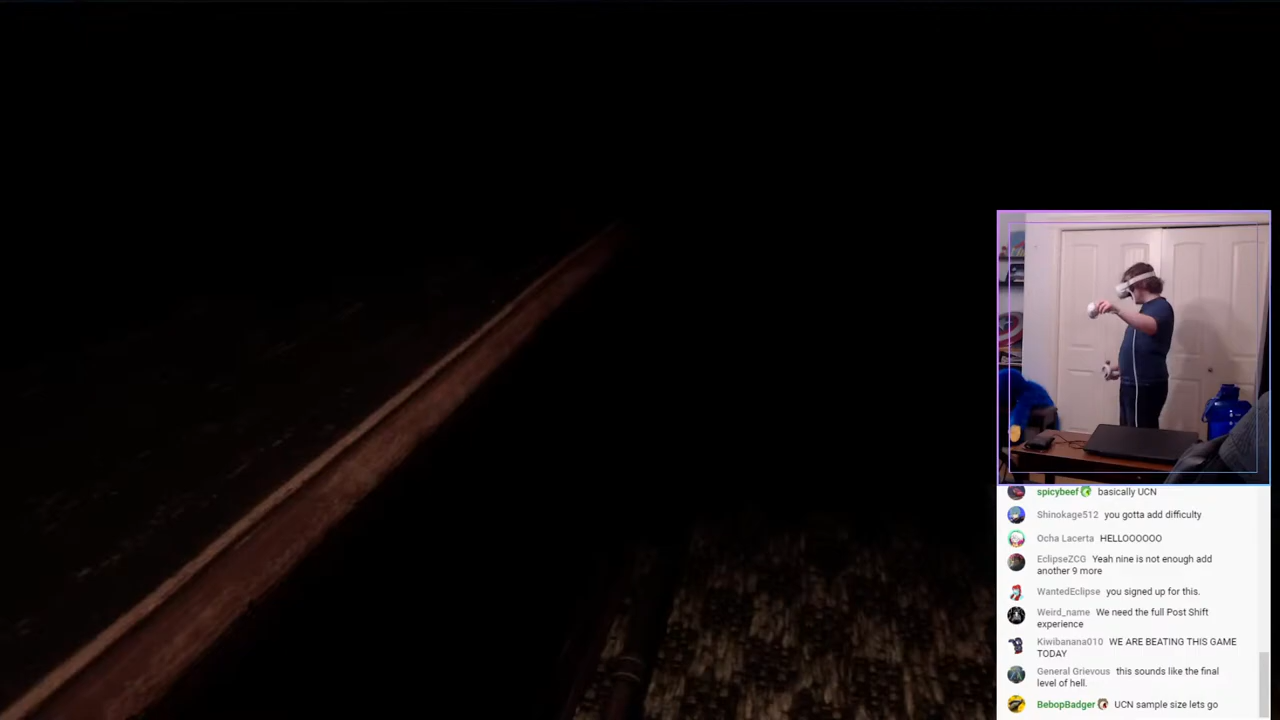 spicybeef basically UCN
Shinokage512 you gotta add difficulty
Ocha Lacerta HELLOOOOOO
EclipseZCG Yeah nine is not enough add
another 9 more
WantedEclipse you signed up for this.
Weird_name We need the full Post Shift
experience
Kiwibanana010 WE ARE BEATING THIS GAME
TODAY
General Grievous this sounds like the final
level of hell.
BebopBadger UCN sample size lets go